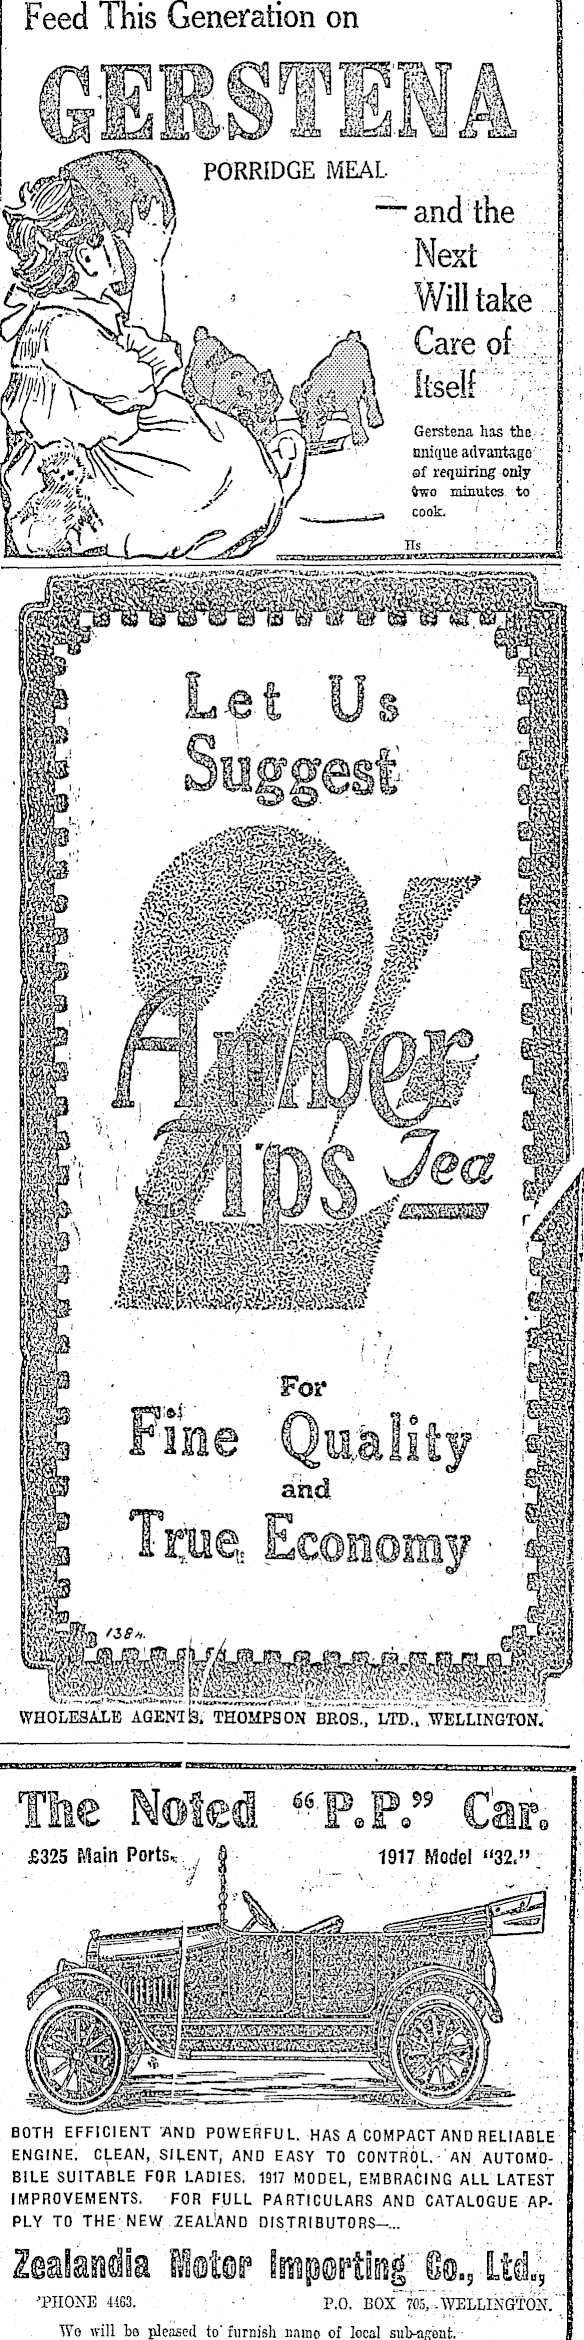 Feed This Generation on
GERSTENA
PORRIDGE MEAL
— and the
Next
Will take
Care of
Itself
Gerstena has the
unique advantage
of requiring only
two minutes to
cook.
Hs
Let Us
Suggest
2/-
Amber
Tips Tea
For
Fine Quality
and
True Economy
WHOLESALE AGENTS, THOMPSON BROS., LTD., WELLINGTON.
The Noted "P.P." Car.
£325 Main Ports. 1917 Model "32."
BOTH EFFICIENT AND POWERFUL. HAS A COMPACT AND RELIABLE
ENGINE. CLEAN, SILENT, AND EASY TO CONTROL. AN AUTOMO-
BILE SUITABLE FOR LADIES. 1917 MODEL, EMBRACING ALL LATEST
IMPROVEMENTS. FOR FULL PARTICULARS AND CATALOGUE AP-
PLY TO THE NEW ZEALAND DISTRIBUTORS—
Zealandia Motor Importing Co., Ltd.,
'PHONE 4463. P.O. BOX 705, WELLINGTON.
We will be pleased to furnish name of local sub-agent.